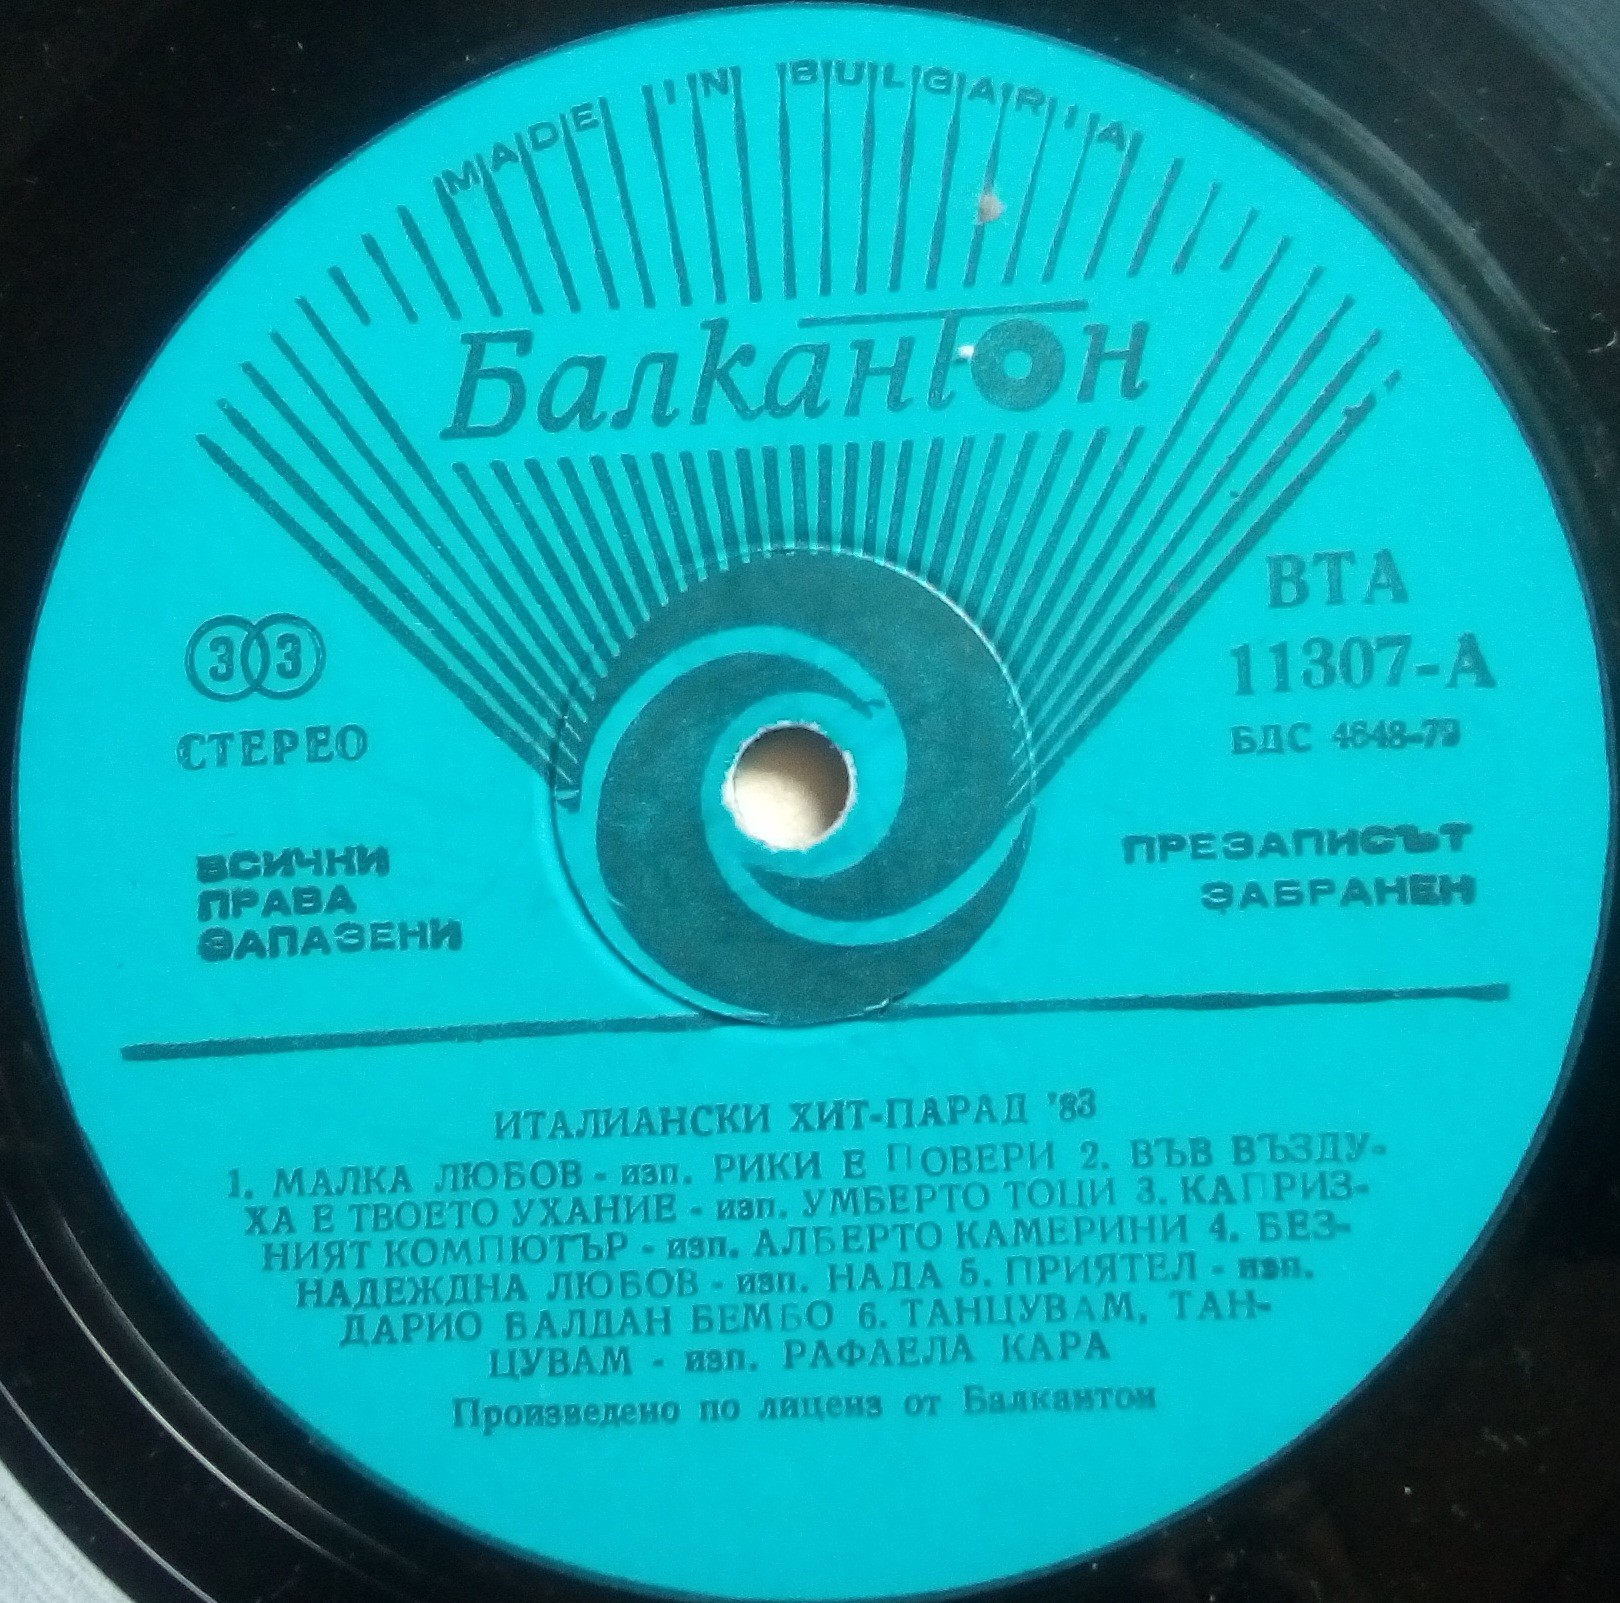 MADE IN BULGARIA
Балкантон
ВТА
11307-А
БДС 4648-79
33
СТЕРЕО
ВСИЧКИ
ПРАВА
ЗАПАЗЕНИ
ПРЕЗАПИСЪТ
ЗАБРАНЕН
ИТАЛИАНСКИ ХИТ-ПАРАД '83
1. МАЛКА ЛЮБОВ - изп. РИКИ Е ПОВЕРИ 2. ВЪВ ВЪЗДУ-
ХА Е ТВОЕТО УХАНИЕ - изп. УМБЕРТО ТОЦИ 3. КАПРИЗ-
НИЯТ КОМПЮТЪР - изп. АЛБЕРТО КАМЕРИНИ 4. БЕЗ-
НАДЕЖДНА ЛЮБОВ - изп. НАДА 5. ПРИЯТЕЛ - изп.
ДАРИО БАЛДАН БЕМБО 6. ТАНЦУВАМ, ТАН-
ЦУВАМ - изп. РАФАЕЛА КАРА
Произведено по лиценз от Балкантон